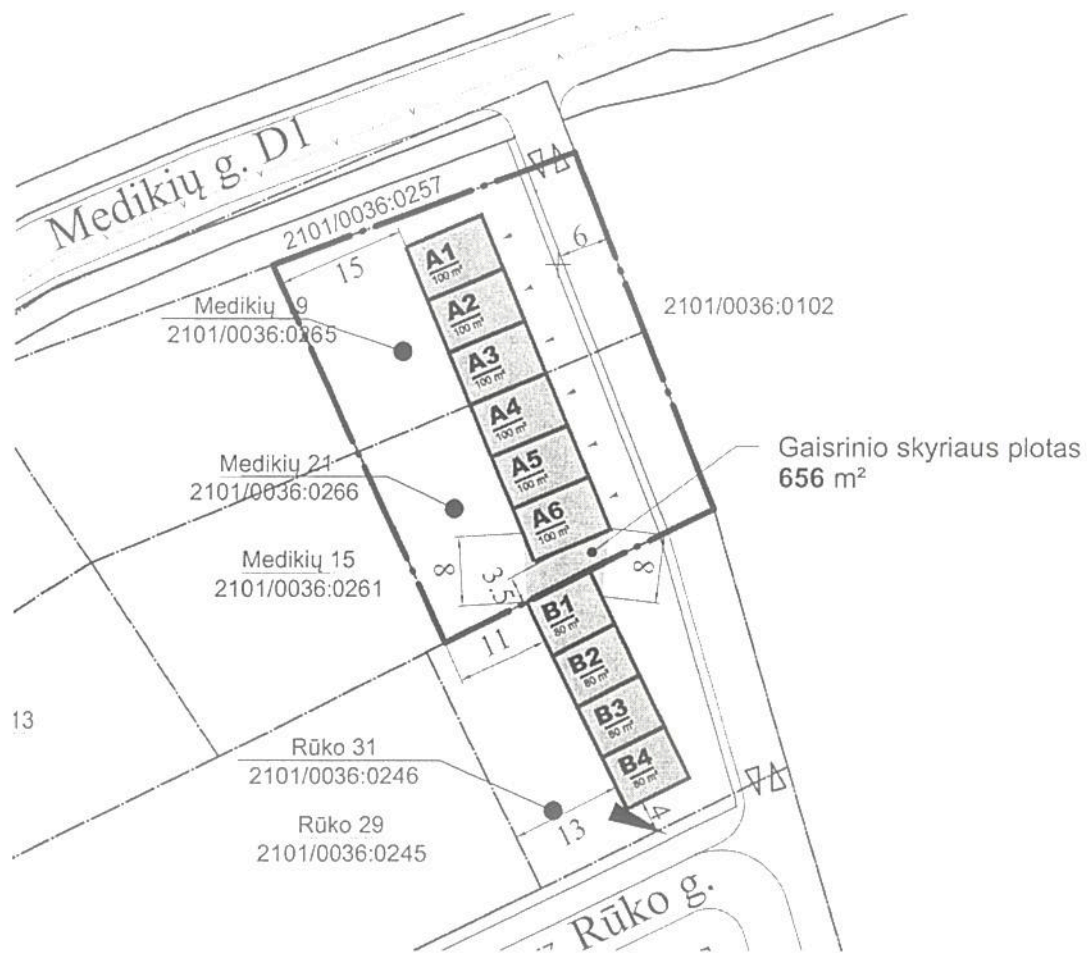 Medikių g. D1
2101/0036:0257
15
6
A1
100 m²
A2
100 m²
A3
100 m²
A4
100 m²
A5
100 m²
A6
100 m²
Medikių 9
2101/0036:0265
2101/0036:0102
Medikių 21
2101/0036:0266
Gaisrinio skyriaus plotas
656 m²
Medikių 15
2101/0036:0261
8
3.5
8
11
B1
80 m²
B2
80 m²
B3
80 m²
B4
80 m²
13
Rūko 31
2101/0036:0246
Rūko 29
2101/0036:0245
13
4
Rūko g.